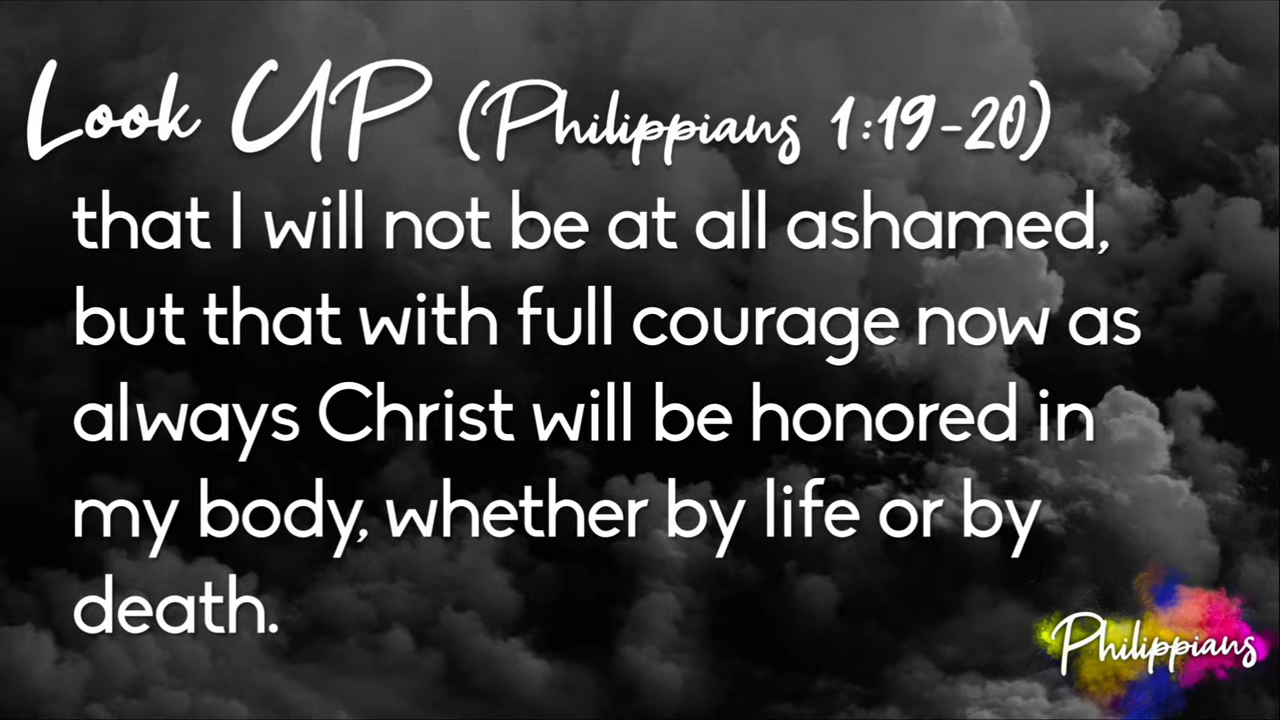 Look UP (Philippians 1:19-20)
that I will not be at all ashamed,
but that with full courage now as
always Christ will be honored in
my body, whether by life or by
death.
Philippians